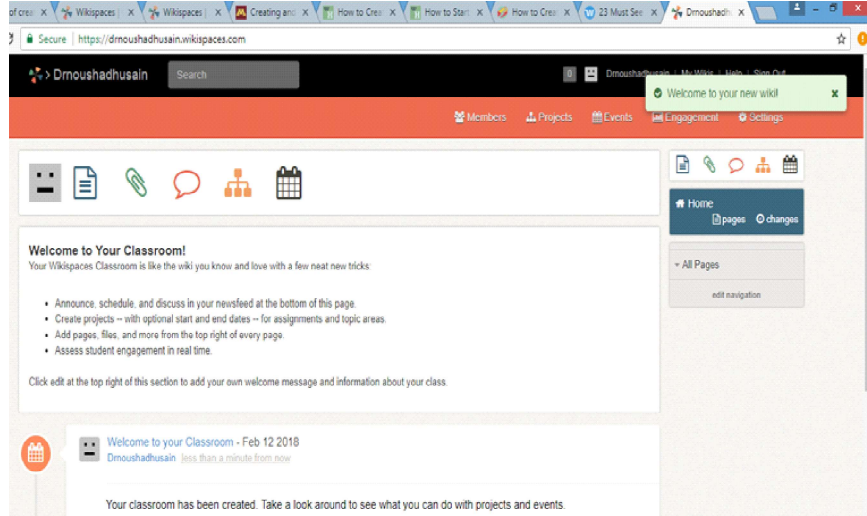 of crea x Wikispaces | x Wikispaces | x Creating and x How to Crea x How to Start x How to Crea x 23 Must See x Drnoushadh x
Secure | https://drnoushadhusain.wikispaces.com
> Drnoushadhusain Search 0 Drnoushadhusain | My Wikis | Help | Sign Out
Welcome to your new wiki! x
Members Projects Events Engagement Settings
Home
pages changes
Welcome to Your Classroom!
Your Wikispaces Classroom is like the wiki you know and love with a few neat new tricks:
All Pages
edit navigation
• Announce, schedule, and discuss in your newsfeed at the bottom of this page.
• Create projects -- with optional start and end dates -- for assignments and topic areas.
• Add pages, files, and more from the top right of every page.
• Assess student engagement in real time.
Click edit at the top right of this section to add your own welcome message and information about your class.
Welcome to your Classroom - Feb 12 2018
Drnoushadhusain less than a minute from now
Your classroom has been created. Take a look around to see what you can do with projects and events.